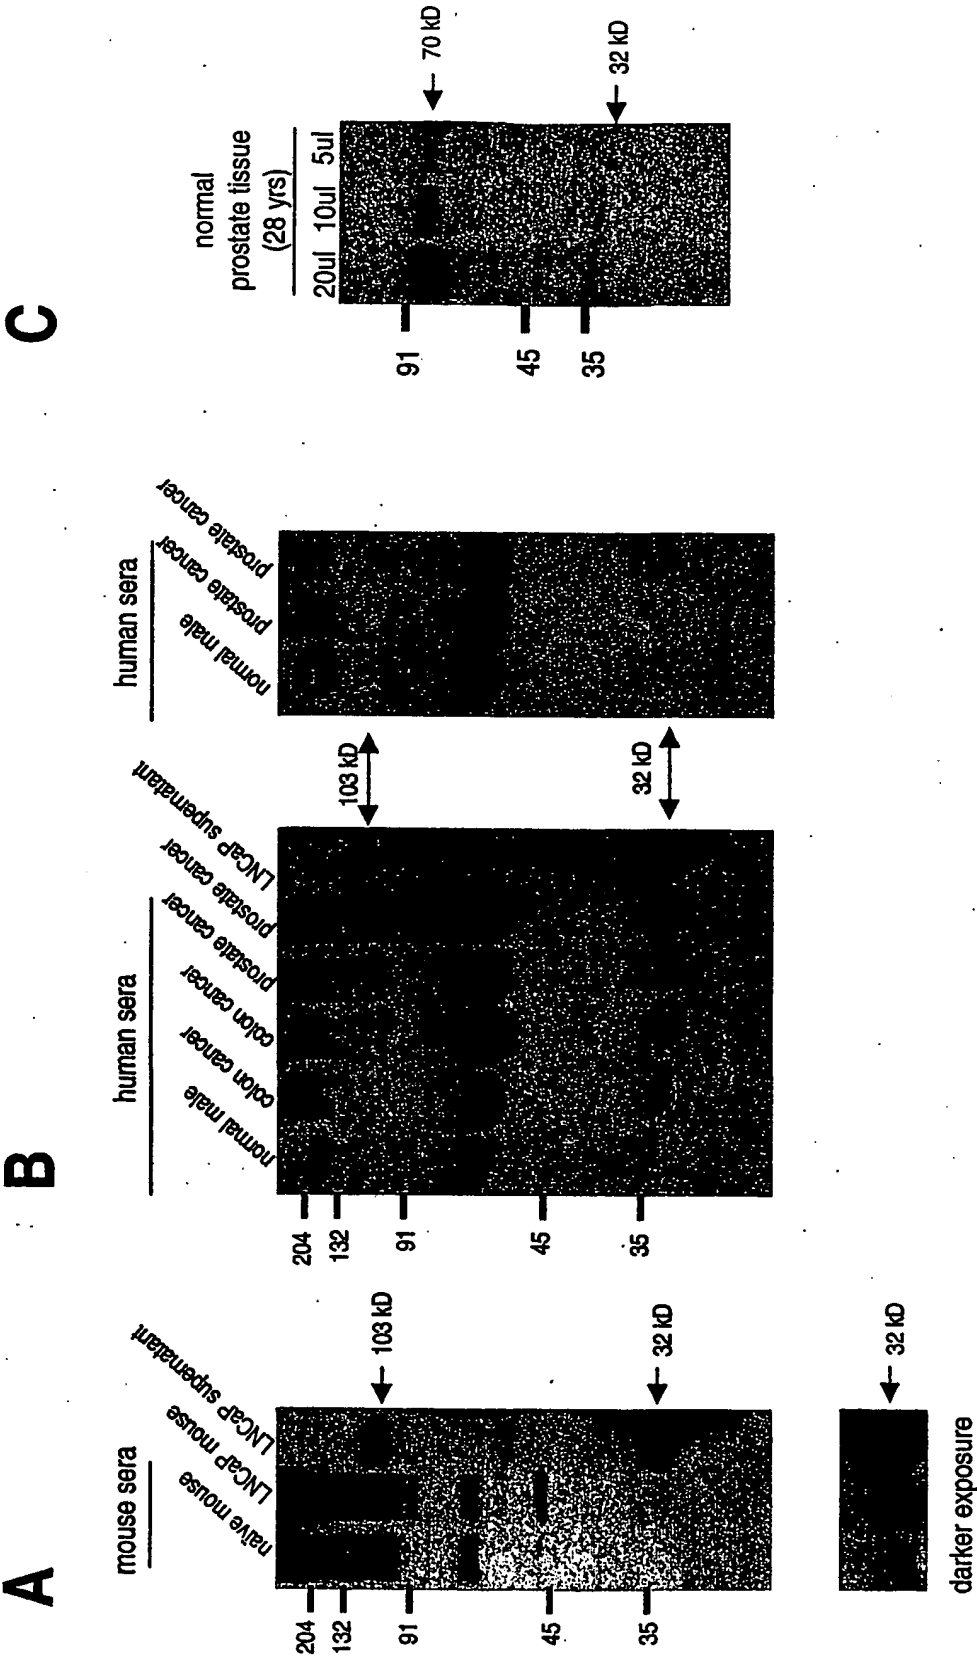 A
mouse sera
naive mouse
LNCaP mouse
LNCaP supernatant
204
132
91
45
35
103 kD
32 kD
32 kD
darker exposure
B
human sera
normal male
colon cancer
colon cancer
prostate cancer
prostate cancer
LNCaP supernatant
204
132
91
45
35
103 kD
32 kD
human sera
normal male
prostate cancer
prostate cancer
C
normal
prostate tissue
(28 yrs)
20ul 10ul 5ul
91
45
35
70 kD
32 kD